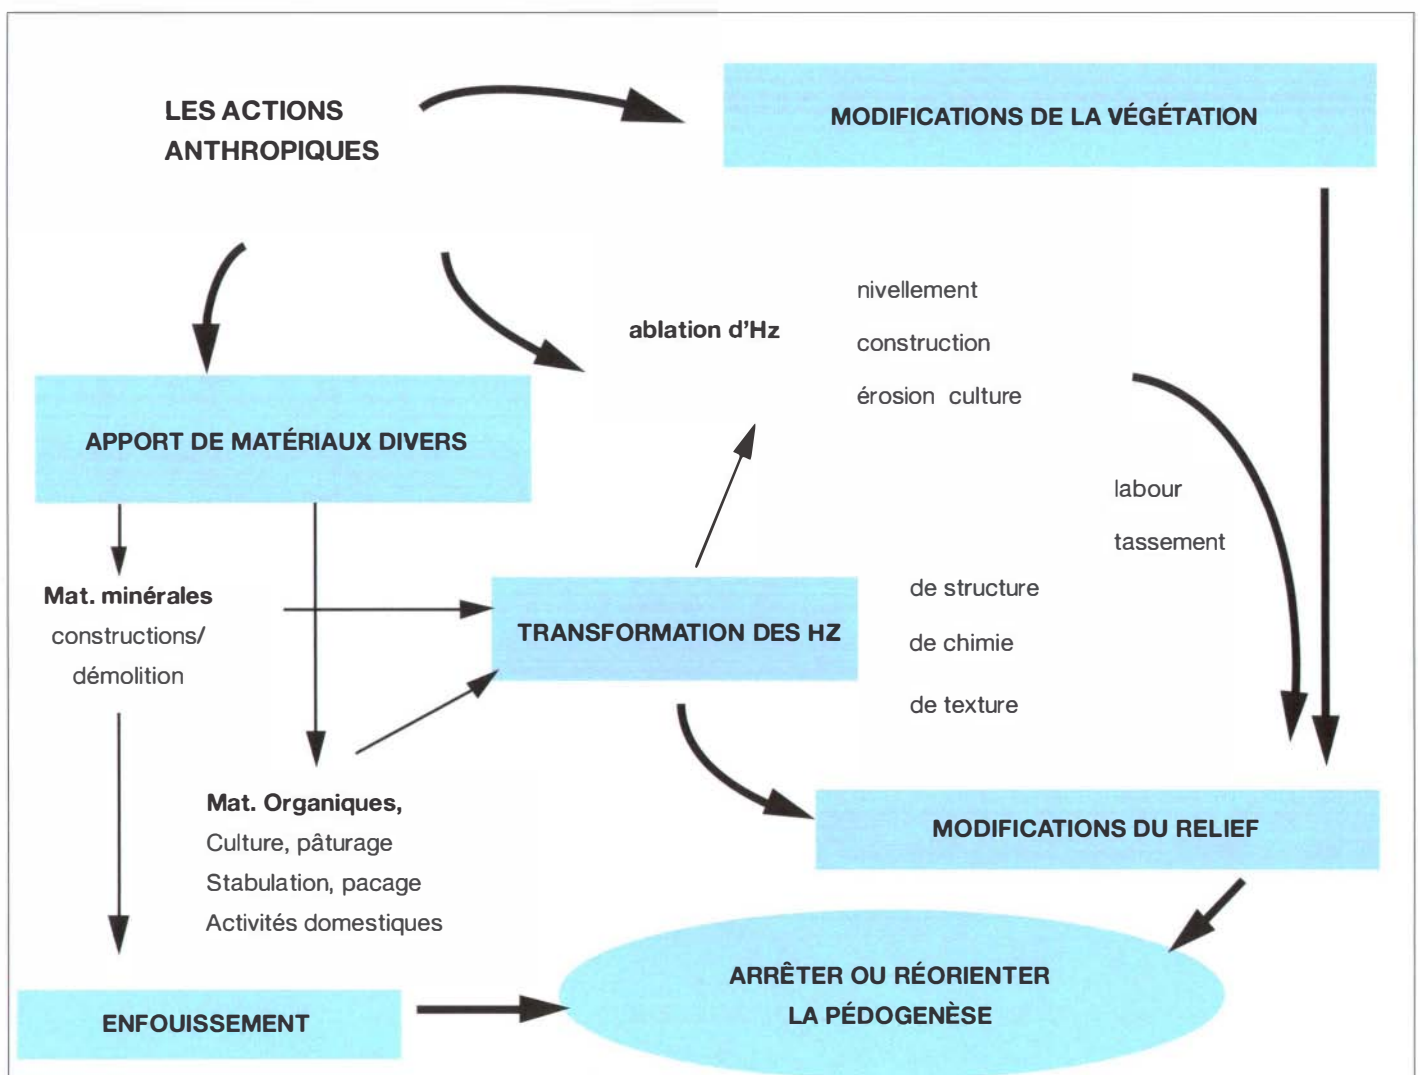 LES ACTIONS
ANTHROPIQUES
MODIFICATIONS DE LA VÉGÉTATION
ablation d'Hz
nivellement
construction
érosion culture
APPORT DE MATÉRIAUX DIVERS
labour
tassement
Mat. minérales
constructions/
démolition
TRANSFORMATION DES HZ
de structure
de chimie
de texture
Mat. Organiques,
Culture, pâturage
Stabulation, pacage
Activités domestiques
MODIFICATIONS DU RELIEF
ENFOUISSEMENT
ARRÊTER OU RÉORIENTER
LA PÉDOGENÈSE